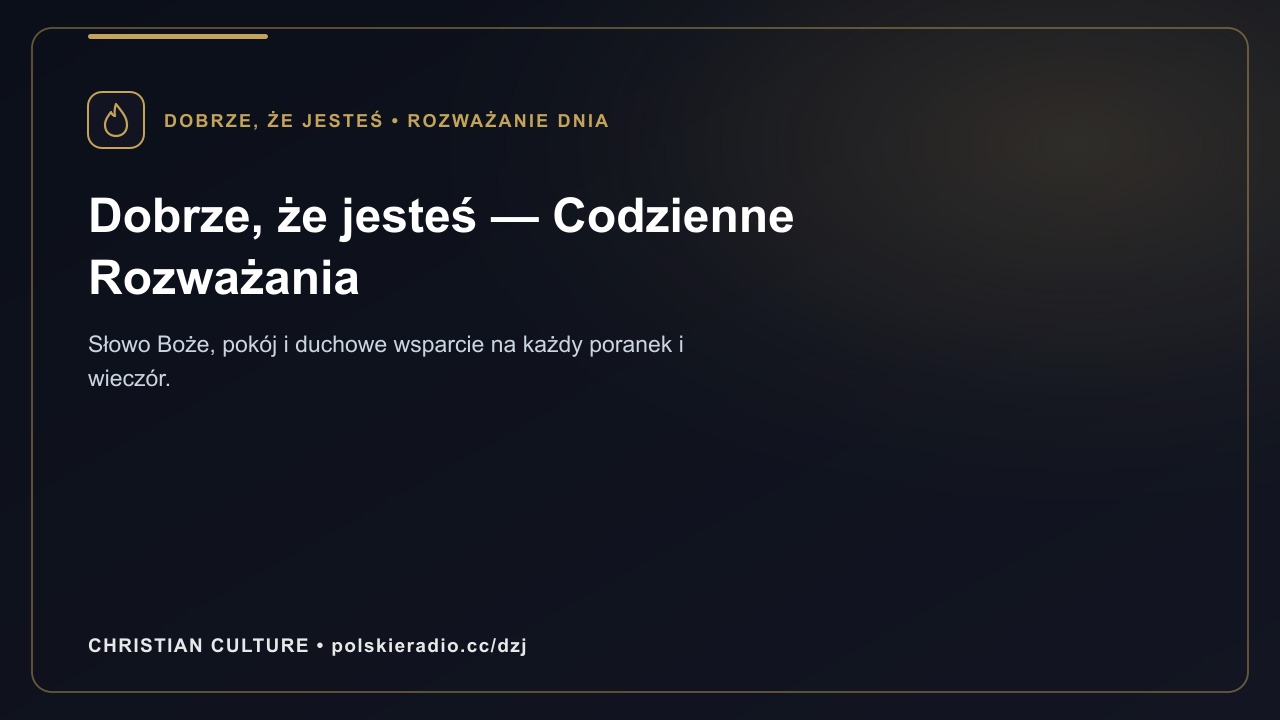 DOBRZE, ŻE JESTEŚ • ROZWAŻANIE DNIA
Dobrze, że jesteś — Codzienne
Rozważania
Słowo Boże, pokój i duchowe wsparcie na każdy poranek i
wieczór.
CHRISTIAN CULTURE • polskieradio.cc/dzj